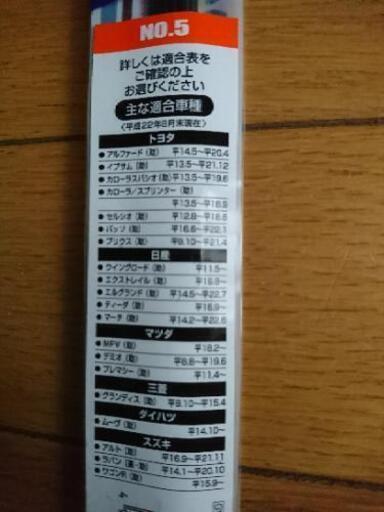 NO.5
詳しくは適合表を
ご確認の上
お選びください
主な適合車種
〈平成22年8月末現在〉
トヨタ
● アルファード（助） 平14.5〜平20.4
● イプサム（助） 平13.5〜平21.12
● カローラスパシオ（助） 平13.5〜平19.6
● カローラ／スプリンター（助）
平13.5〜平18.9
● セルシオ（助） 平12.8〜平18.5
● パッソ（助） 平16.6〜平22.1
● プリウス（助） 平9.10〜平21.4
日産
● ウイングロード（助） 平11.5〜
● エクストレイル（助）
● エルグランド（助） 平14.5〜平22.7
● ティーダ（助） 平16.9〜
● マーチ（助） 平14.2〜平22.6
マツダ
● MPV（助） 平18.2〜
● デミオ（助） 平8.8〜平19.6
● プレマシー（助） 平11.4〜
三菱
● グランディス（助） 平9.10〜平15.4
ダイハツ
● ムーヴ（助） 平14.10〜
スズキ
● アルト（助） 平16.9〜平21.11
● ラパン（運・助） 平14.1〜平20.10
● ワゴンR（助） 平15.9〜